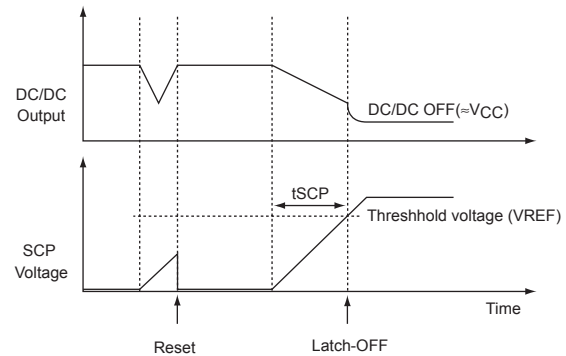 DC/DC
Output
DC/DC OFF(≈VCC)
tSCP
Threshhold voltage (VREF)
SCP
Voltage
Time
Reset
Latch-OFF